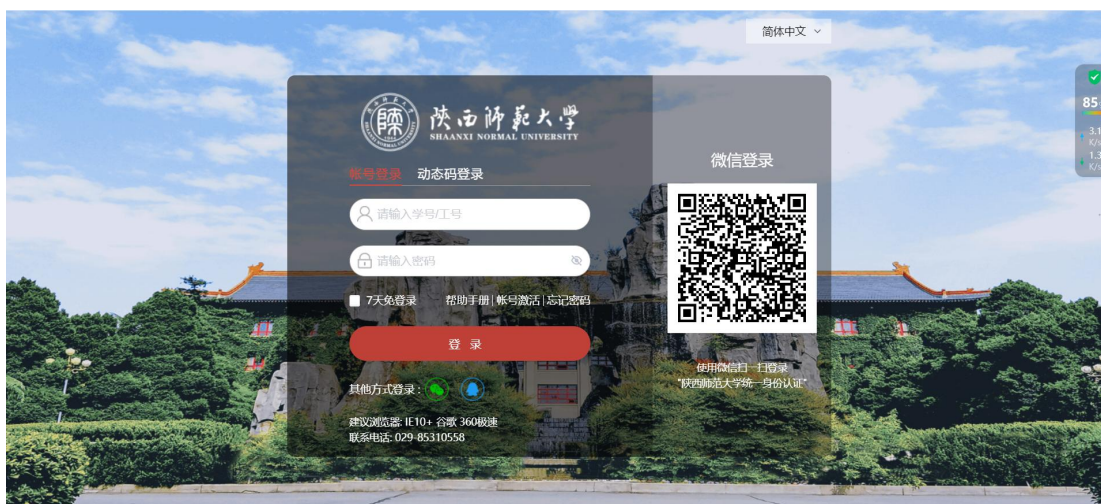 简体中文
陕西师范大学
SHAANXI NORMAL UNIVERSITY
帐号登录 动态码登录
请输入学号/工号
请输入密码
7天免登录 帮助手册|帐号激活|忘记密码
登 录
其他方式登录:
建议浏览器: IE10+ 谷歌 360极速
联系电话: 029-85310558
微信登录
使用微信扫一扫登录
"陕西师范大学统一身份认证"
85
3.1
K/s
1.3
K/s